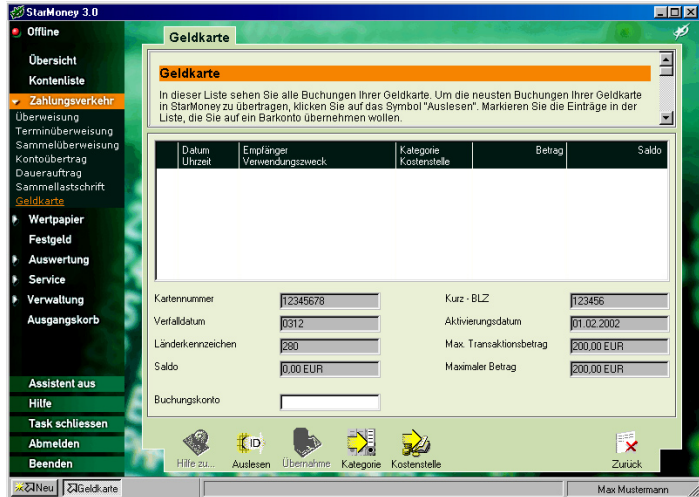 StarMoney 3.0
Offline
Übersicht
Kontenliste
Zahlungsverkehr
Überweisung
Terminüberweisung
Sammelüberweisung
Kontoübertrag
Dauerauftrag
Sammellastschrift
Geldkarte
Wertpapier
Festgeld
Auswertung
Service
Verwaltung
Ausgangskorb
Assistent aus
Hilfe
Task schliessen
Abmelden
Beenden
Geldkarte
Geldkarte
In dieser Liste sehen Sie alle Buchungen Ihrer Geldkarte. Um die neusten Buchungen Ihrer Geldkarte
in StarMoney zu übertragen, klicken Sie auf das Symbol "Auslesen". Markieren Sie die Einträge in der
Liste, die Sie auf ein Barkonto übernehmen wollen.
Datum Empfänger Kategorie Betrag Saldo
Uhrzeit Verwendungszweck Kostenstelle
Kartennummer 12345678 Kurz - BLZ 123456
Verfalldatum 0312 Aktivierungsdatum 01.02.2002
Länderkennzeichen 280 Max. Transaktionsbetrag 200,00 EUR
Saldo 0,00 EUR Maximaler Betrag 200,00 EUR
Buchungskonto
ID
Hilfe zu... Auslesen Übernahme Kategorie Kostenstelle Zurück
Neu Geldkarte Max Mustermann